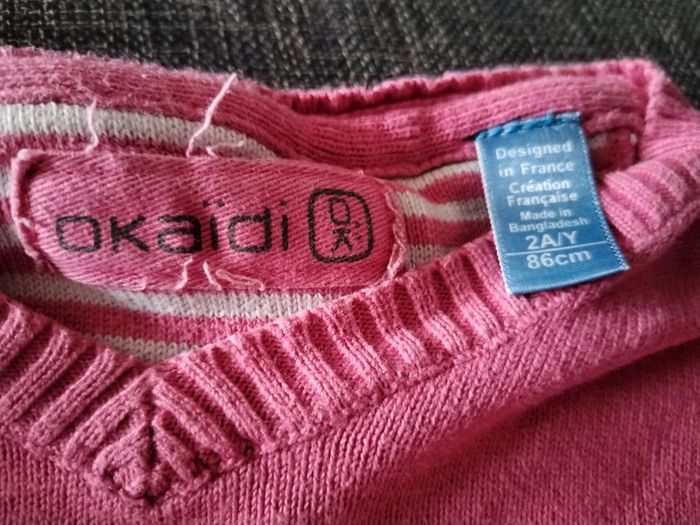 okaïdi
Designed
in France
Création
Française
Made in
Bangladesh
2A/Y
86cm